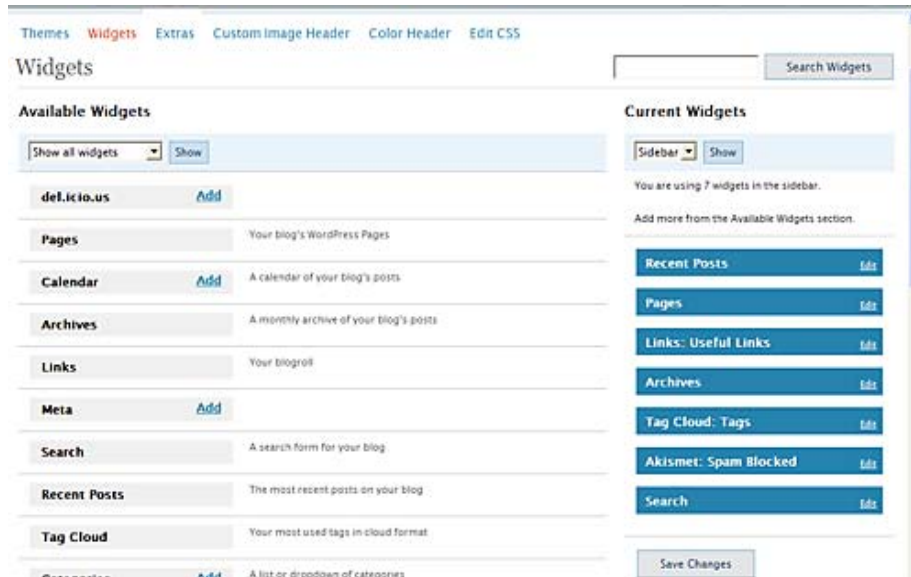 Themes Widgets Extras Custom Image Header Color Header Edit CSS
Widgets
Search Widgets
Available Widgets
Show all widgets Show
del.icio.us Add
Pages Your blog's WordPress Pages
Calendar Add A calendar of your blog's posts
Archives A monthly archive of your blog's posts
Links Your blogroll
Meta Add
Search A search form for your blog
Recent Posts The most recent posts on your blog
Tag Cloud Your most used tags in cloud format
Categories Add A list or dropdown of categories
Current Widgets
Sidebar Show
You are using 7 widgets in the sidebar.
Add more from the Available Widgets section.
Recent Posts Edit
Pages Edit
Links: Useful Links Edit
Archives Edit
Tag Cloud: Tags Edit
Akismet: Spam Blocked Edit
Search Edit
Save Changes